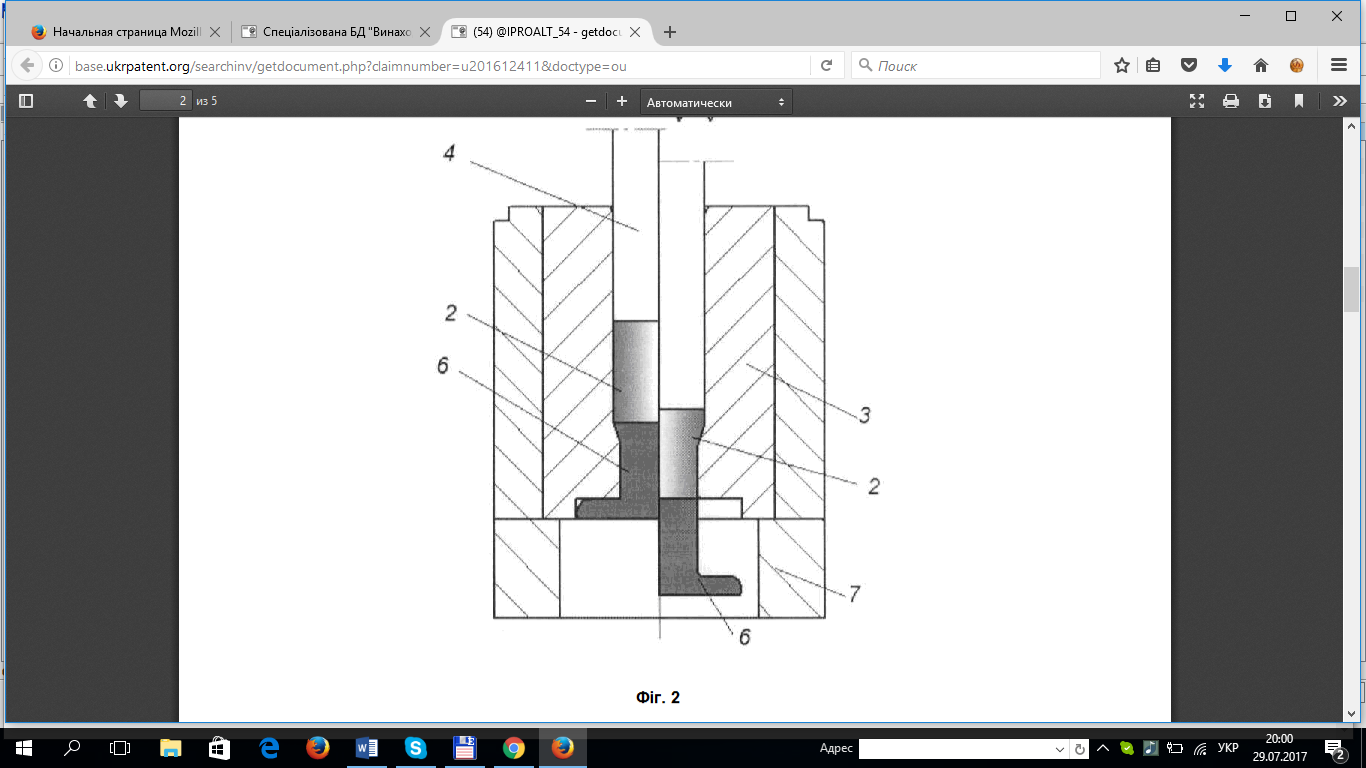 Начальная страница Mozil
Спеціалізована БД "Винахо
(54) @IPROALT_54 - getdocu
base.ukrpatent.org/searchinv/getdocument.php?claimnumber=u201612411&doctype=ou
Поиск
2 из 5
Автоматически
4
2
6
3
2
7
6
Фіг. 2
Адрес
УКР
20:00
29.07.2017
2